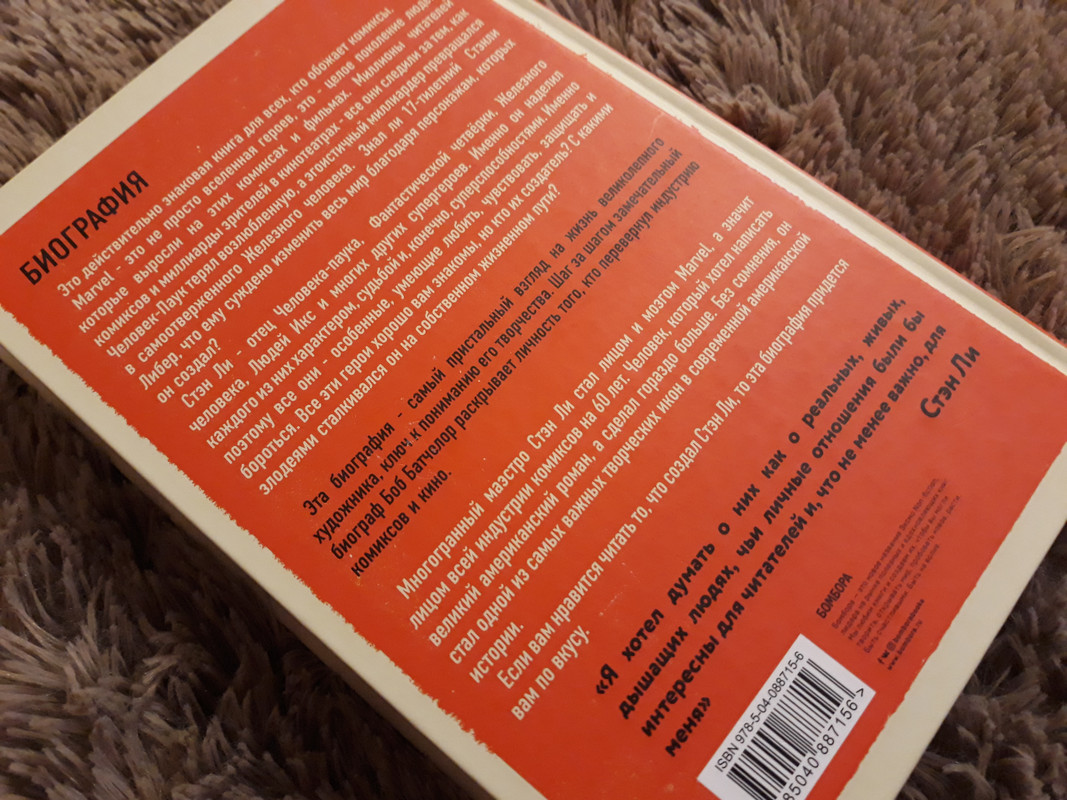 БИОГРАФИЯ
Это действительно знаковая книга для всех, кто обожает комиксы.
Marvel - это не просто вселенная героев, это - целое поколение людей,
которые выросли на этих комиксах и фильмах. Миллионы читателей
комиксов и миллиарды зрителей в кинотеатрах - все они следили за тем, как
Человек-Паук терял возлюбленную, а эгоистичный миллиардер превращался
в самоотверженного Железного человека. Знал ли 17-тилетний Стэнли
Либер, что ему суждено изменить весь мир благодаря персонажам, которых
он создал?
Стэн Ли - отец Человека-паука, Фантастической четвёрки, Железного
человека, Людей Икс и многих других супергероев. Именно он наделил
каждого из них характером, судьбой и, конечно, суперспособностями. Именно
поэтому все они - особенные, умеющие любить, чувствовать, защищать и
бороться. Все эти герои хорошо вам знакомы, но кто их создатель? С какими
злодеями сталкивался он на собственном жизненном пути?
Эта биография - самый пристальный взгляд на жизнь великолепного
художника, ключ к пониманию его творчества. Шаг за шагом замечательный
биограф Боб Батчолор раскрывает личность того, кто перевернул индустрию
комиксов и кино.
Многогранный маэстро Стэн Ли стал лицом и мозгом Marvel, а значит
лицом всей индустрии комиксов на 60 лет. Человек, который хотел написать
великий американский роман, а сделал гораздо больше. Без сомнения, он
стал одной из самых важных творческих икон в современной американской
истории.
Если вам нравится читать то, что создал Стэн Ли, то эта биография придется
вам по вкусу.
«Я хотел думать о них как о реальных, живых,
дышащих людях, чьи личные отношения были бы
интересны для читателей и, что не менее важно, для
меня»
Стэн Ли
БОМБОРА
www.bombora.ru
ISBN 978-5-04-088715-6
85040 887156 >